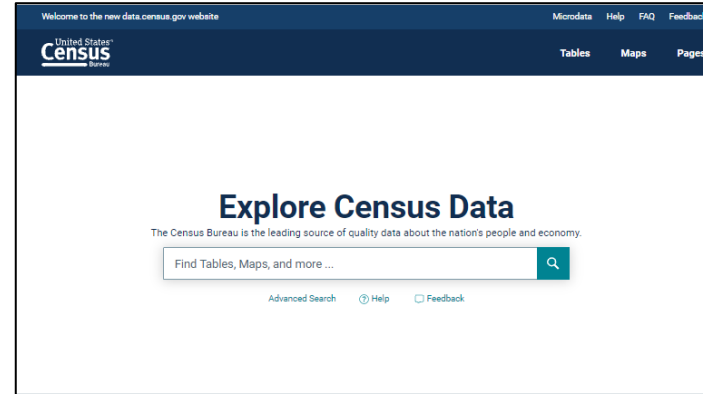 Welcome to the new data.census.gov website
Microdata Help FAQ Feedback
United States®
Census
Bureau
Tables Maps Pages
Explore Census Data
The Census Bureau is the leading source of quality data about the nation's people and economy.
Find Tables, Maps, and more ...
Advanced Search ? Help Feedback